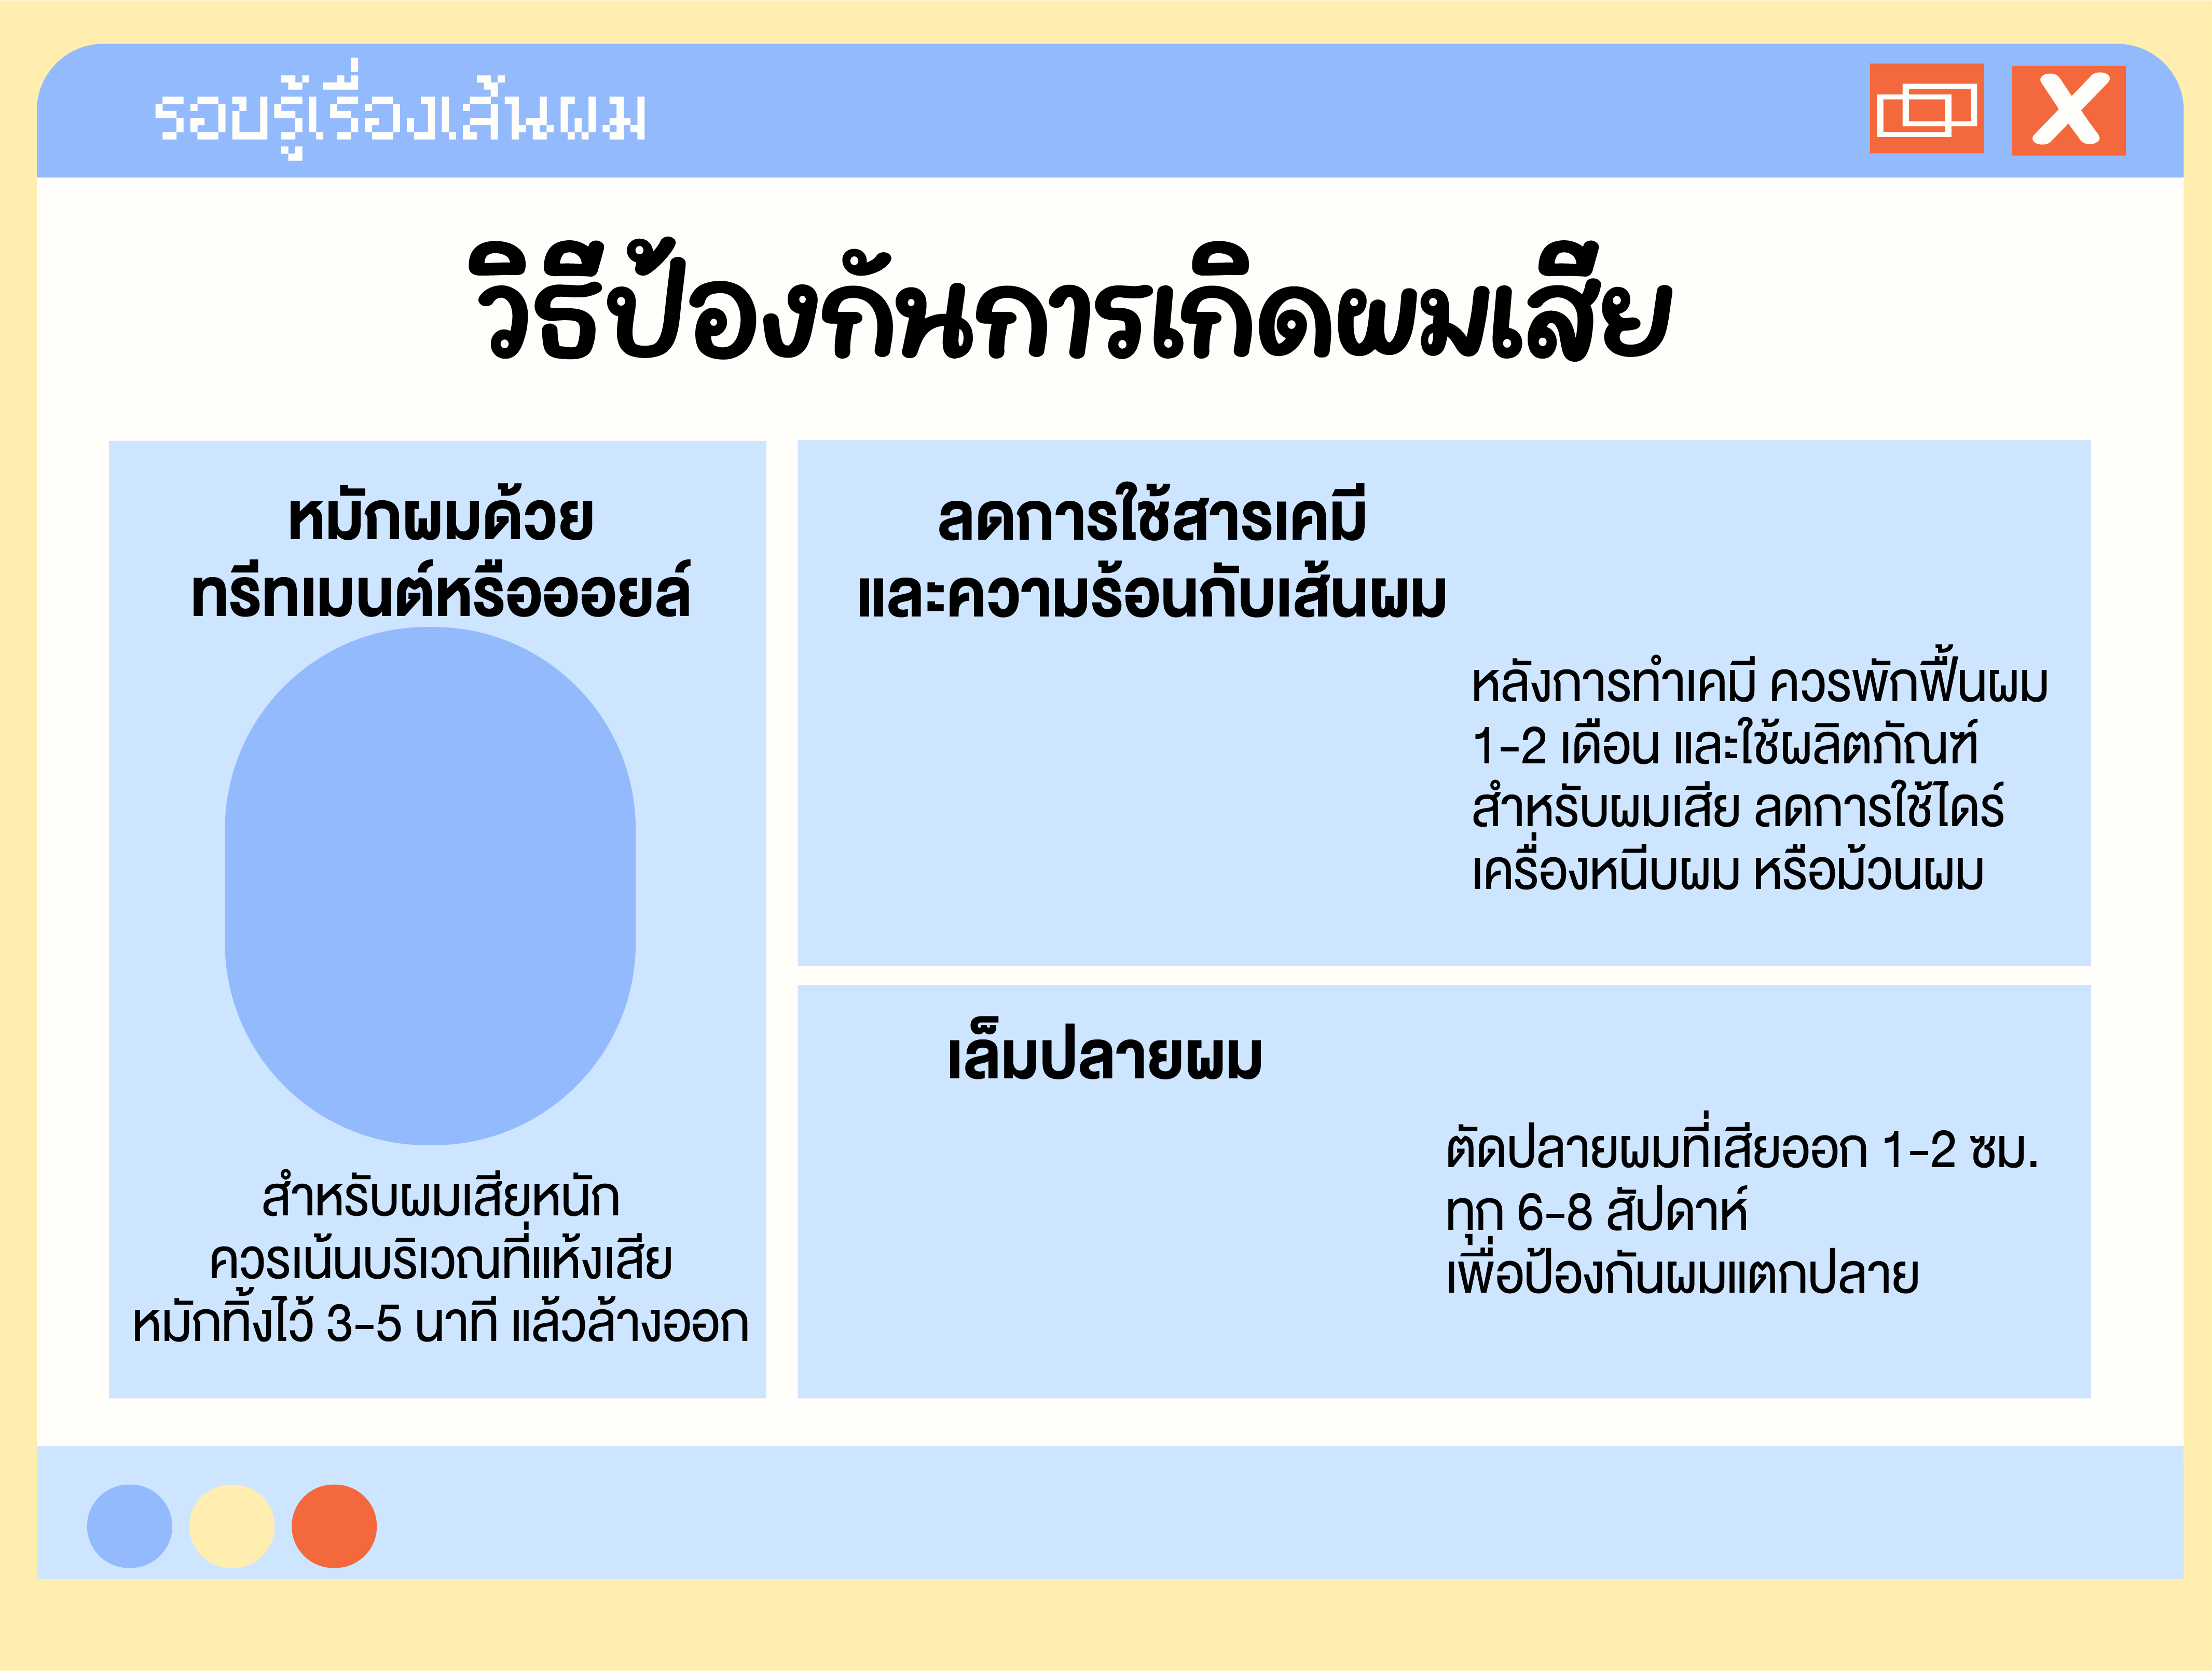 รอบรู้เรื่องเส้นผม
X
วิธีป้องกันการเกิดผมเสีย
หมักผมด้วย
ทรีทเมนต์หรือออยล์
สำหรับผมเสียหนัก
ควรเน้นบริเวณที่แห้งเสีย
หมักทิ้งไว้ 3-5 นาที แล้วล้างออก
ลดการใช้สารเคมี
และความร้อนกับเส้นผม
หลังการทำเคมี ควรพักฟื้นผม
1-2 เดือน และใช้ผลิตภัณฑ์
สำหรับผมเสีย ลดการใช้ไดร์
เครื่องหนีบผม หรือม้วนผม
เล็มปลายผม
ตัดปลายผมที่เสียออก 1-2 ซม.
ทุก 6-8 สัปดาห์
เพื่อป้องกันผมแตกปลาย